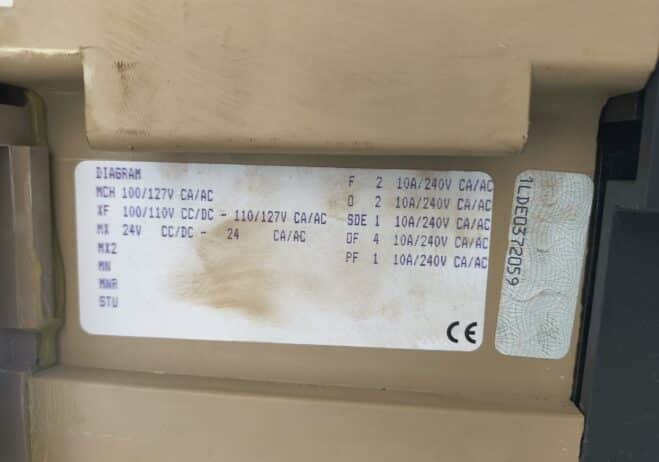 DIAGRAM
MCH 100/127V CA/AC
XF 100/110V CC/DC - 110/127V CA/AC
MX 24V CC/DC - 24 CA/AC
MX2
MN
MWR
STU
F 2 10A/240V CA/AC
O 2 10A/240V CA/AC
SDE 1 10A/240V CA/AC
OF 4 10A/240V CA/AC
PF 1 10A/240V CA/AC
CE
1LDE0372059